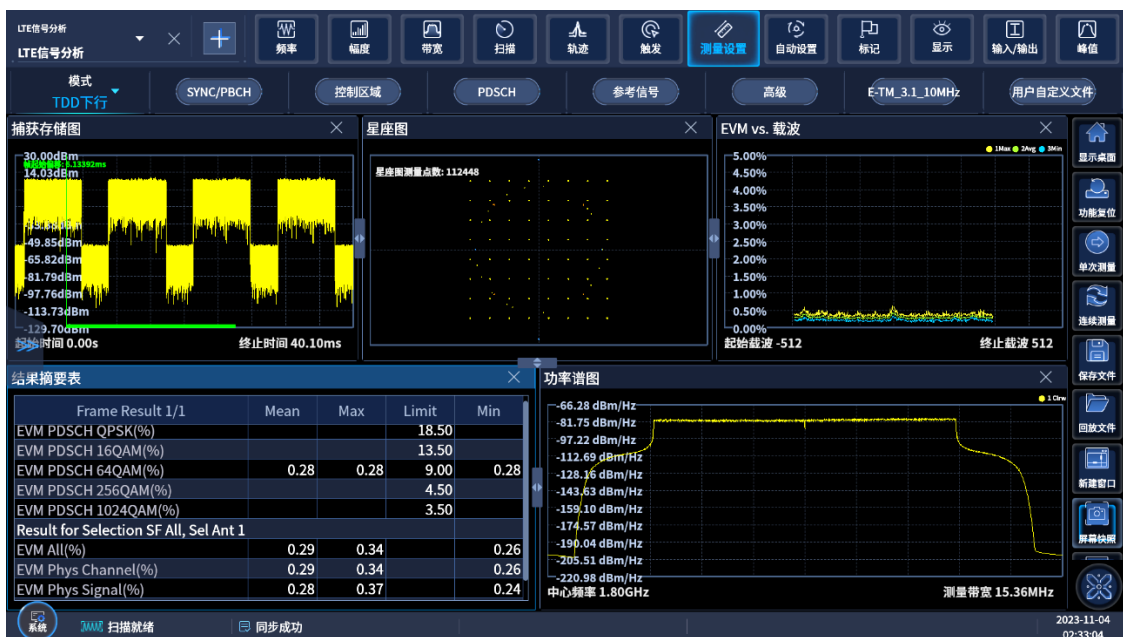 LTE信号分析
LTE信号分析
频率
幅度
带宽
扫描
轨迹
触发
测量设置
自动设置
标记
显示
输入/输出
峰值
模式
TDD下行
SYNC/PBCH
控制区域
PDSCH
参考信号
高级
E-TM_3.1_10MHz
用户自定义文件
捕获存储图
30.00dBm
14.03dBm
-49.85dBm
-65.82dBm
-81.79dBm
-97.76dBm
-113.73dBm
-129.70dBm
起始时间 0.00s
终止时间 40.10ms
星座图
星座图测量点数: 112448
EVM vs. 载波
1Max 2Avg 3Min
5.00%
4.50%
4.00%
3.50%
3.00%
2.50%
2.00%
1.50%
1.00%
0.50%
0.00%
起始载波 -512
终止载波 512
显示桌面
功能复位
单次测量
连续测量
保存文件
回放文件
新建窗口
屏幕快照
结果摘要表
Frame Result 1/1 Mean Max Limit Min
EVM PDSCH QPSK(%) 18.50
EVM PDSCH 16QAM(%) 13.50
EVM PDSCH 64QAM(%) 0.28 0.28 9.00 0.28
EVM PDSCH 256QAM(%) 4.50
EVM PDSCH 1024QAM(%) 3.50
Result for Selection SF All, Sel Ant 1
EVM All(%) 0.29 0.34 0.26
EVM Phys Channel(%) 0.29 0.34 0.26
EVM Phys Signal(%) 0.28 0.37 0.24
功率谱图
1 Clrw
-66.28 dBm/Hz
-81.75 dBm/Hz
-97.22 dBm/Hz
-112.69 dBm/Hz
-128.16 dBm/Hz
-143.63 dBm/Hz
-159.10 dBm/Hz
-174.57 dBm/Hz
-190.04 dBm/Hz
-205.51 dBm/Hz
-220.98 dBm/Hz
中心频率 1.80GHz
测量带宽 15.36MHz
系统
扫描就绪
同步成功
2023-11-04
02:33:04